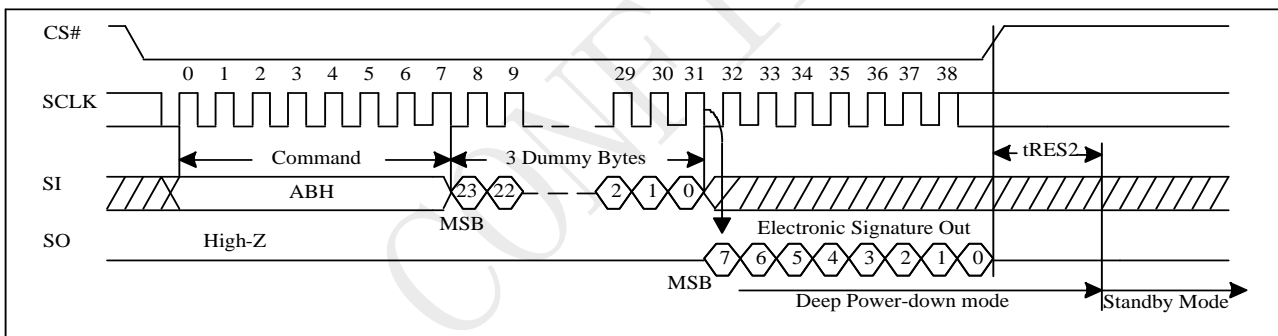 CS#
0 1 2 3 4 5 6 7 8 9 29 30 31 32 33 34 35 36 37 38
SCLK
Command 3 Dummy Bytes tRES2
SI ABH 23 22 2 1 0
MSB
SO High-Z Electronic Signature Out
7 6 5 4 3 2 1 0
MSB
Deep Power-down mode Standby Mode